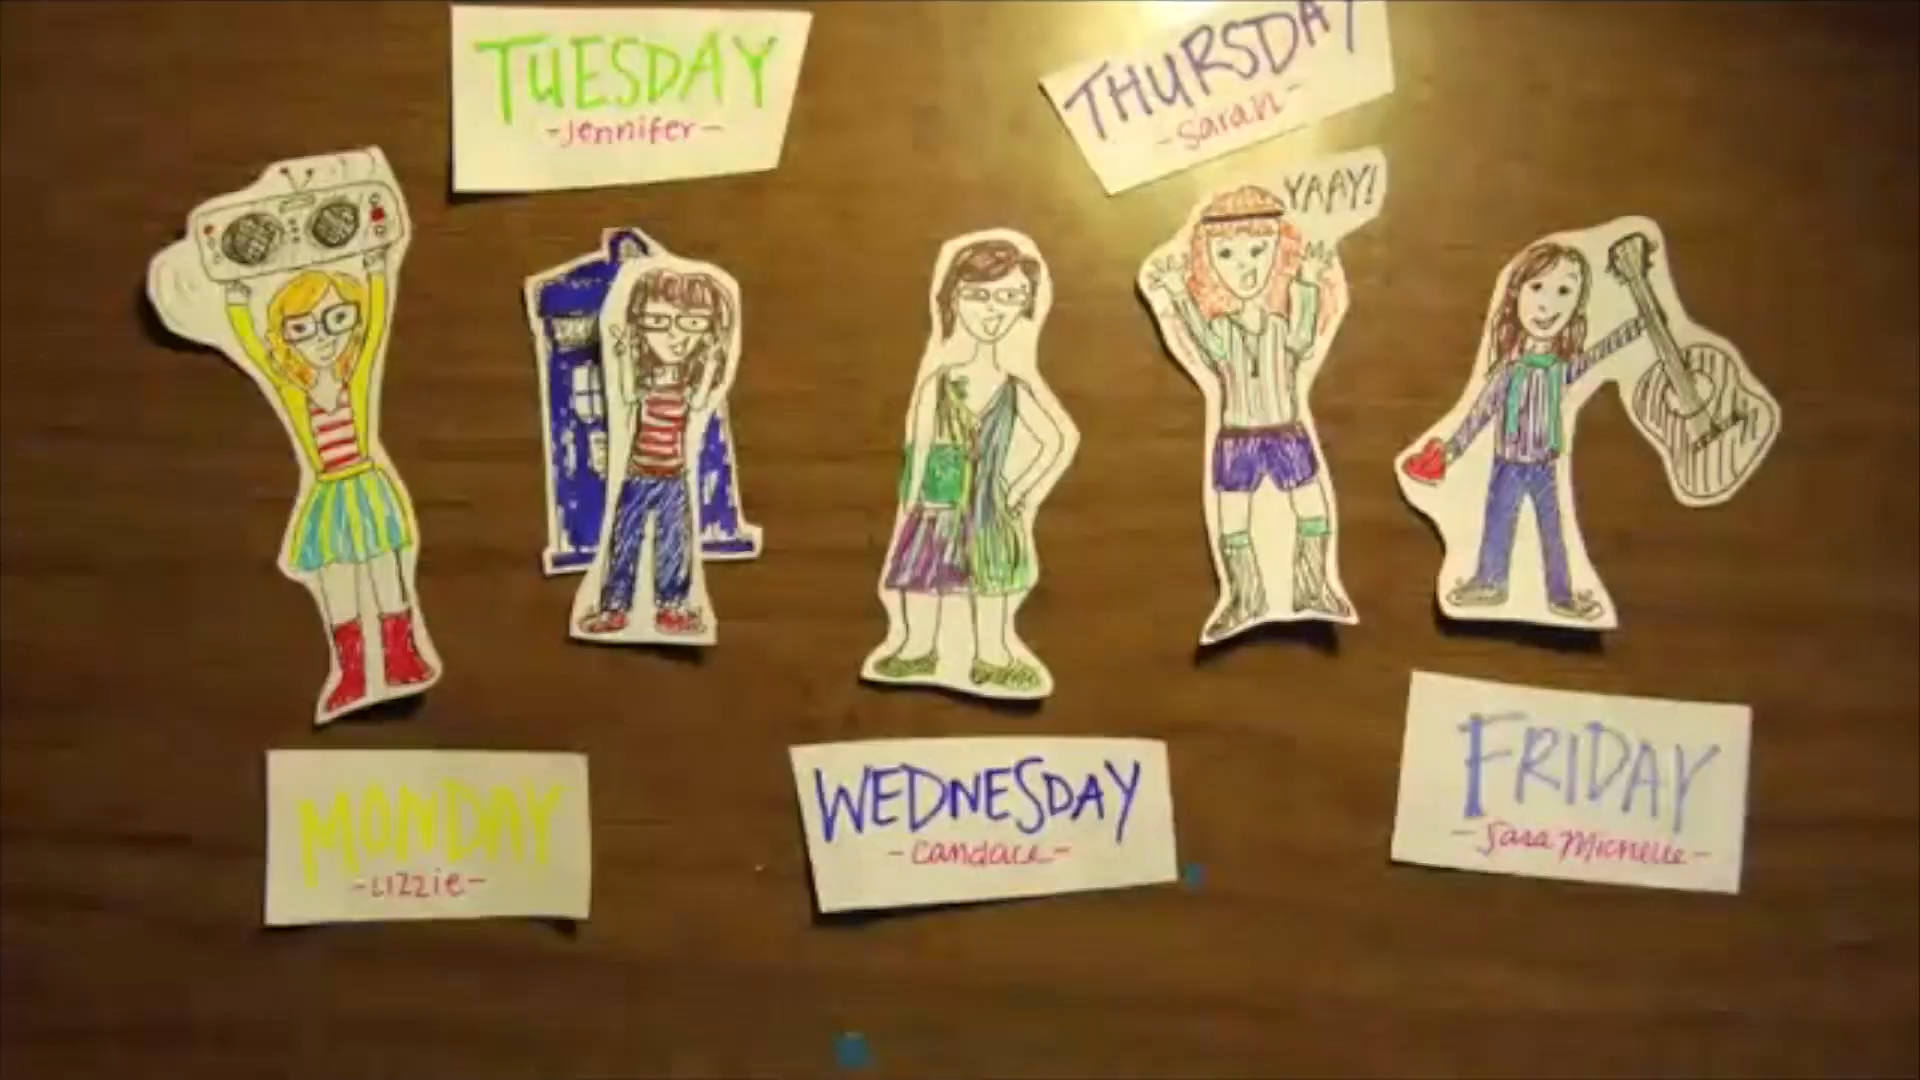 TUESDAY
-Jennifer-
THURSDAY
-Sarah-
YAAY!
MONDAY
-Lizzie-
WEDNESDAY
-Candace-
FRIDAY
-Sara Michelle-